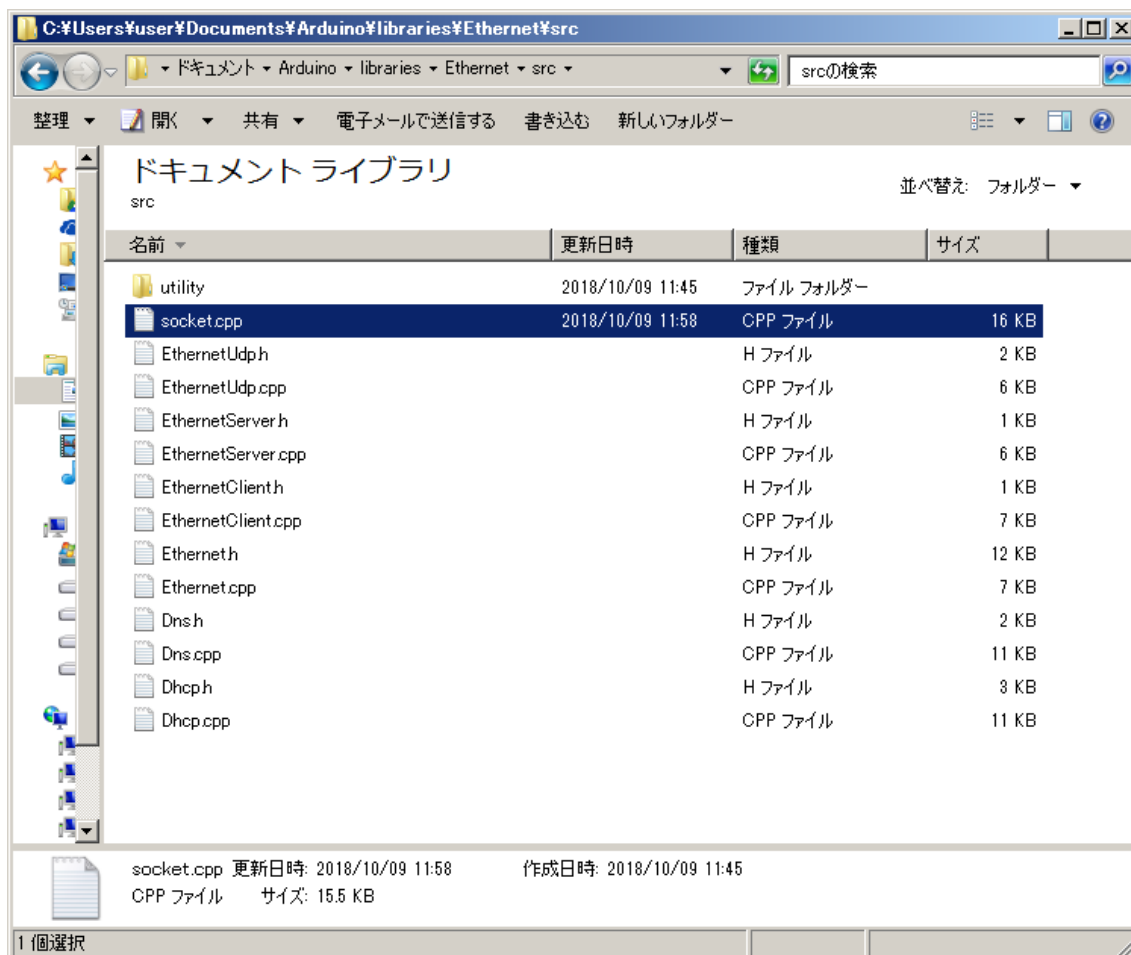 C:¥Users¥user¥Documents¥Arduino¥libraries¥Ethernet¥src
ドキュメント Arduino libraries Ethernet src srcの検索
整理 開く 共有 電子メールで送信する 書き込む 新しいフォルダー
ドキュメント ライブラリ
src
並べ替え: フォルダー
名前 更新日時 種類 サイズ
utility 2018/10/09 11:45 ファイル フォルダー
socket.cpp 2018/10/09 11:58 CPP ファイル 16 KB
EthernetUdp.h H ファイル 2 KB
EthernetUdp.cpp CPP ファイル 6 KB
EthernetServer.h H ファイル 1 KB
EthernetServer.cpp CPP ファイル 6 KB
EthernetClient.h H ファイル 1 KB
EthernetClient.cpp CPP ファイル 7 KB
Ethernet.h H ファイル 12 KB
Ethernet.cpp CPP ファイル 7 KB
Dns.h H ファイル 2 KB
Dns.cpp CPP ファイル 11 KB
Dhcp.h H ファイル 3 KB
Dhcp.cpp CPP ファイル 11 KB
socket.cpp 更新日時: 2018/10/09 11:58 作成日時: 2018/10/09 11:45
CPP ファイル サイズ: 15.5 KB
1 個選択